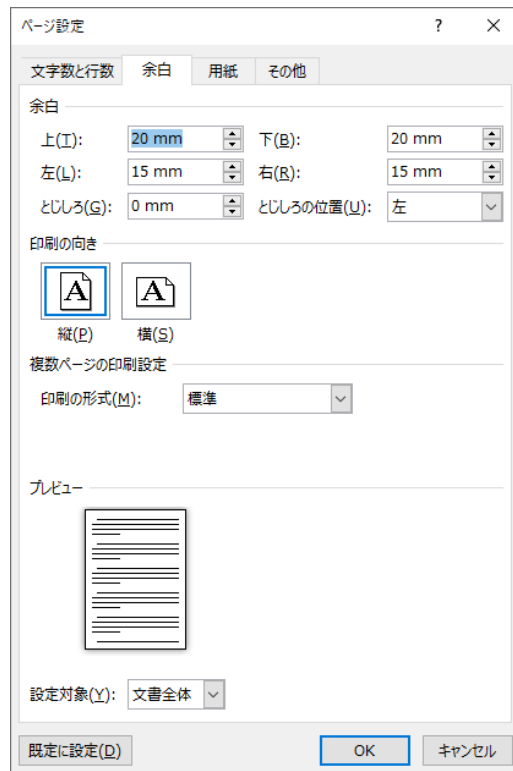 ページ設定 ? ×
文字数と行数 余白 用紙 その他
余白
上(T): 20 mm 下(B): 20 mm
左(L): 15 mm 右(R): 15 mm
とじしろ(G): 0 mm とじしろの位置(U): 左
印刷の向き
A A
縦(P) 横(S)
複数ページの印刷設定
印刷の形式(M): 標準
プレビュー
設定対象(Y): 文書全体
既定に設定(D) OK キャンセル